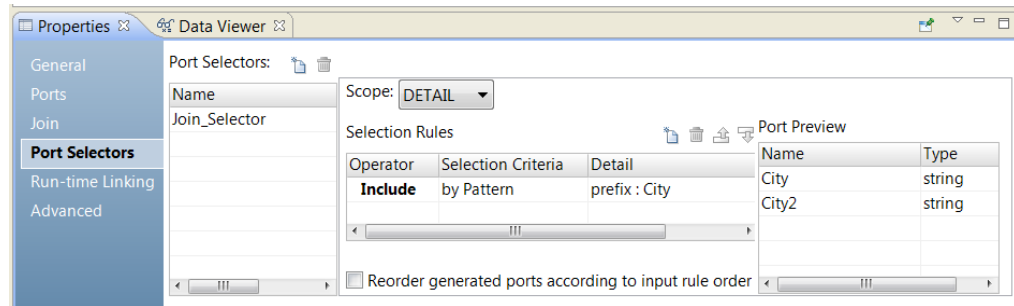 Properties Data Viewer
General
Ports
Join
Port Selectors
Run-time Linking
Advanced
Port Selectors:
Name
Join_Selector
Scope: DETAIL
Selection Rules
Operator Selection Criteria Detail
Include by Pattern prefix : City
Reorder generated ports according to input rule order
Port Preview
Name Type
City string
City2 string